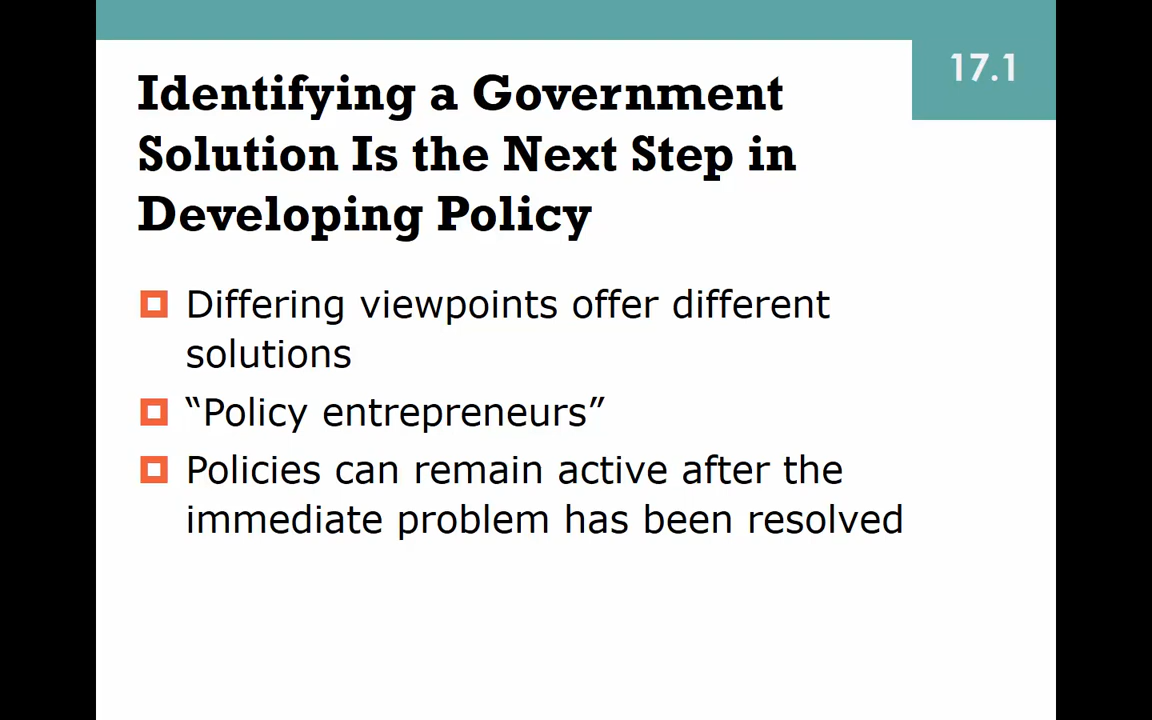 17.1
Identifying a Government
Solution Is the Next Step in
Developing Policy
Differing viewpoints offer different
solutions
“Policy entrepreneurs”
Policies can remain active after the
immediate problem has been resolved